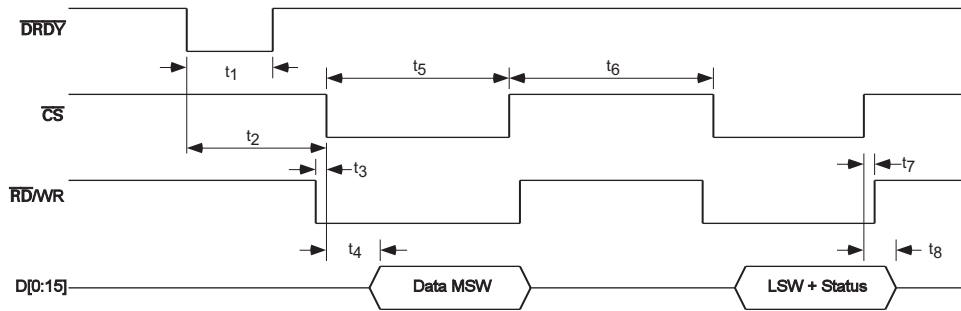 DRDY
t1
t5
t6
CS
t2
t3
t7
RD/WR
t4
t8
D[0:15]
Data MSW
LSW + Status